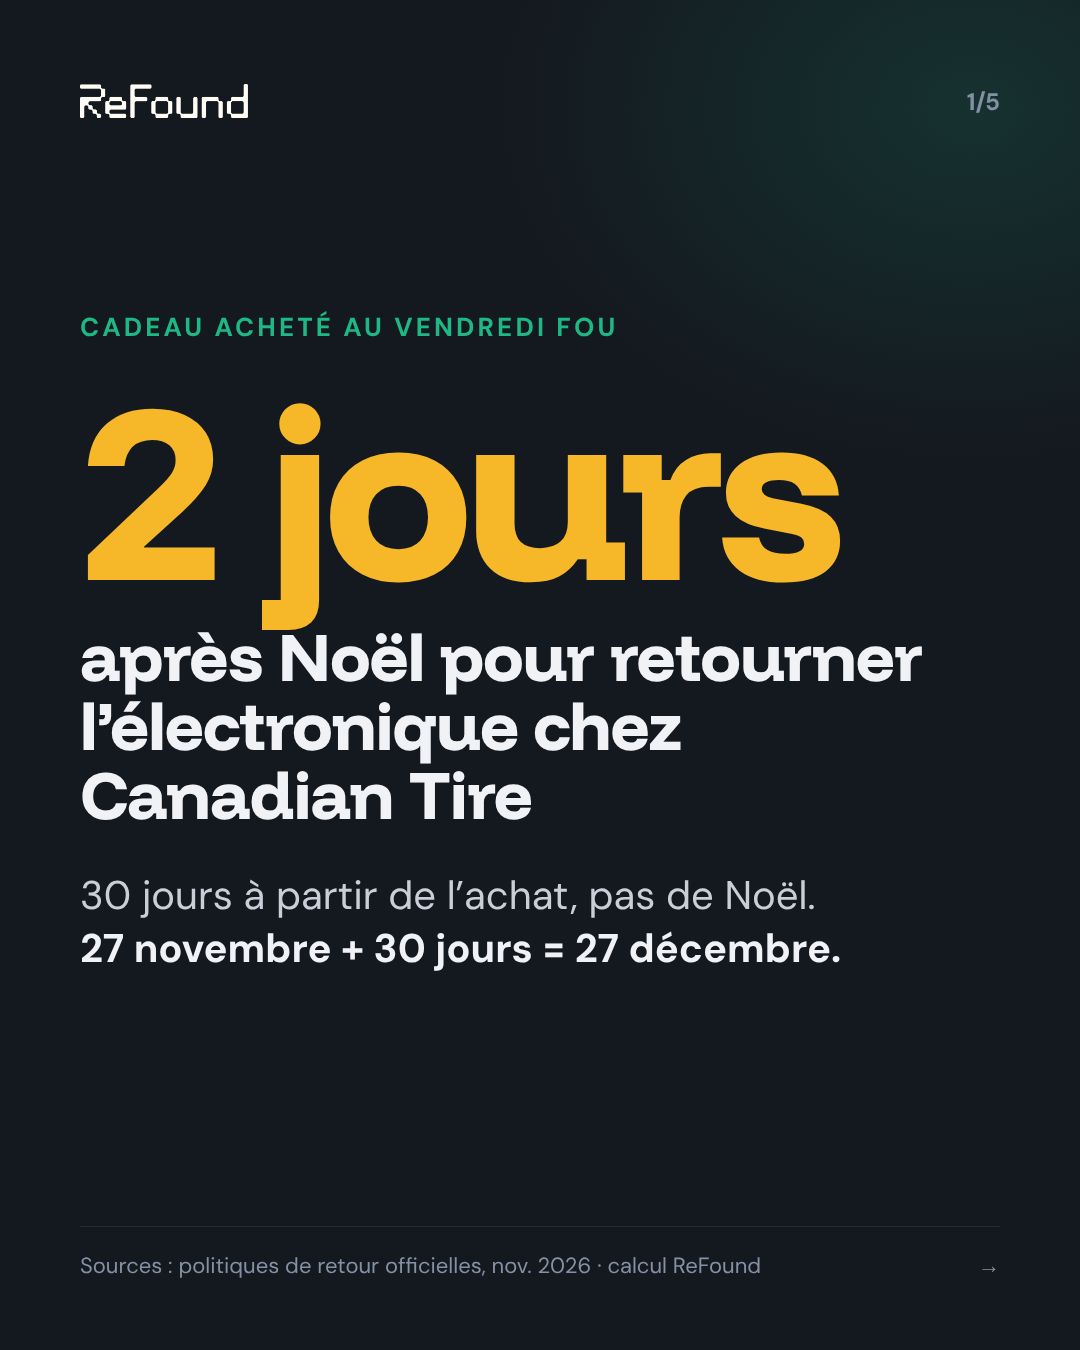 ReFound
1/5
CADEAU ACHETÉ AU VENDREDI FOU
2 jours
après Noël pour retourner
l’électronique chez
Canadian Tire
30 jours à partir de l’achat, pas de Noël.
27 novembre + 30 jours = 27 décembre.
Sources : politiques de retour officielles, nov. 2026 · calcul ReFound →